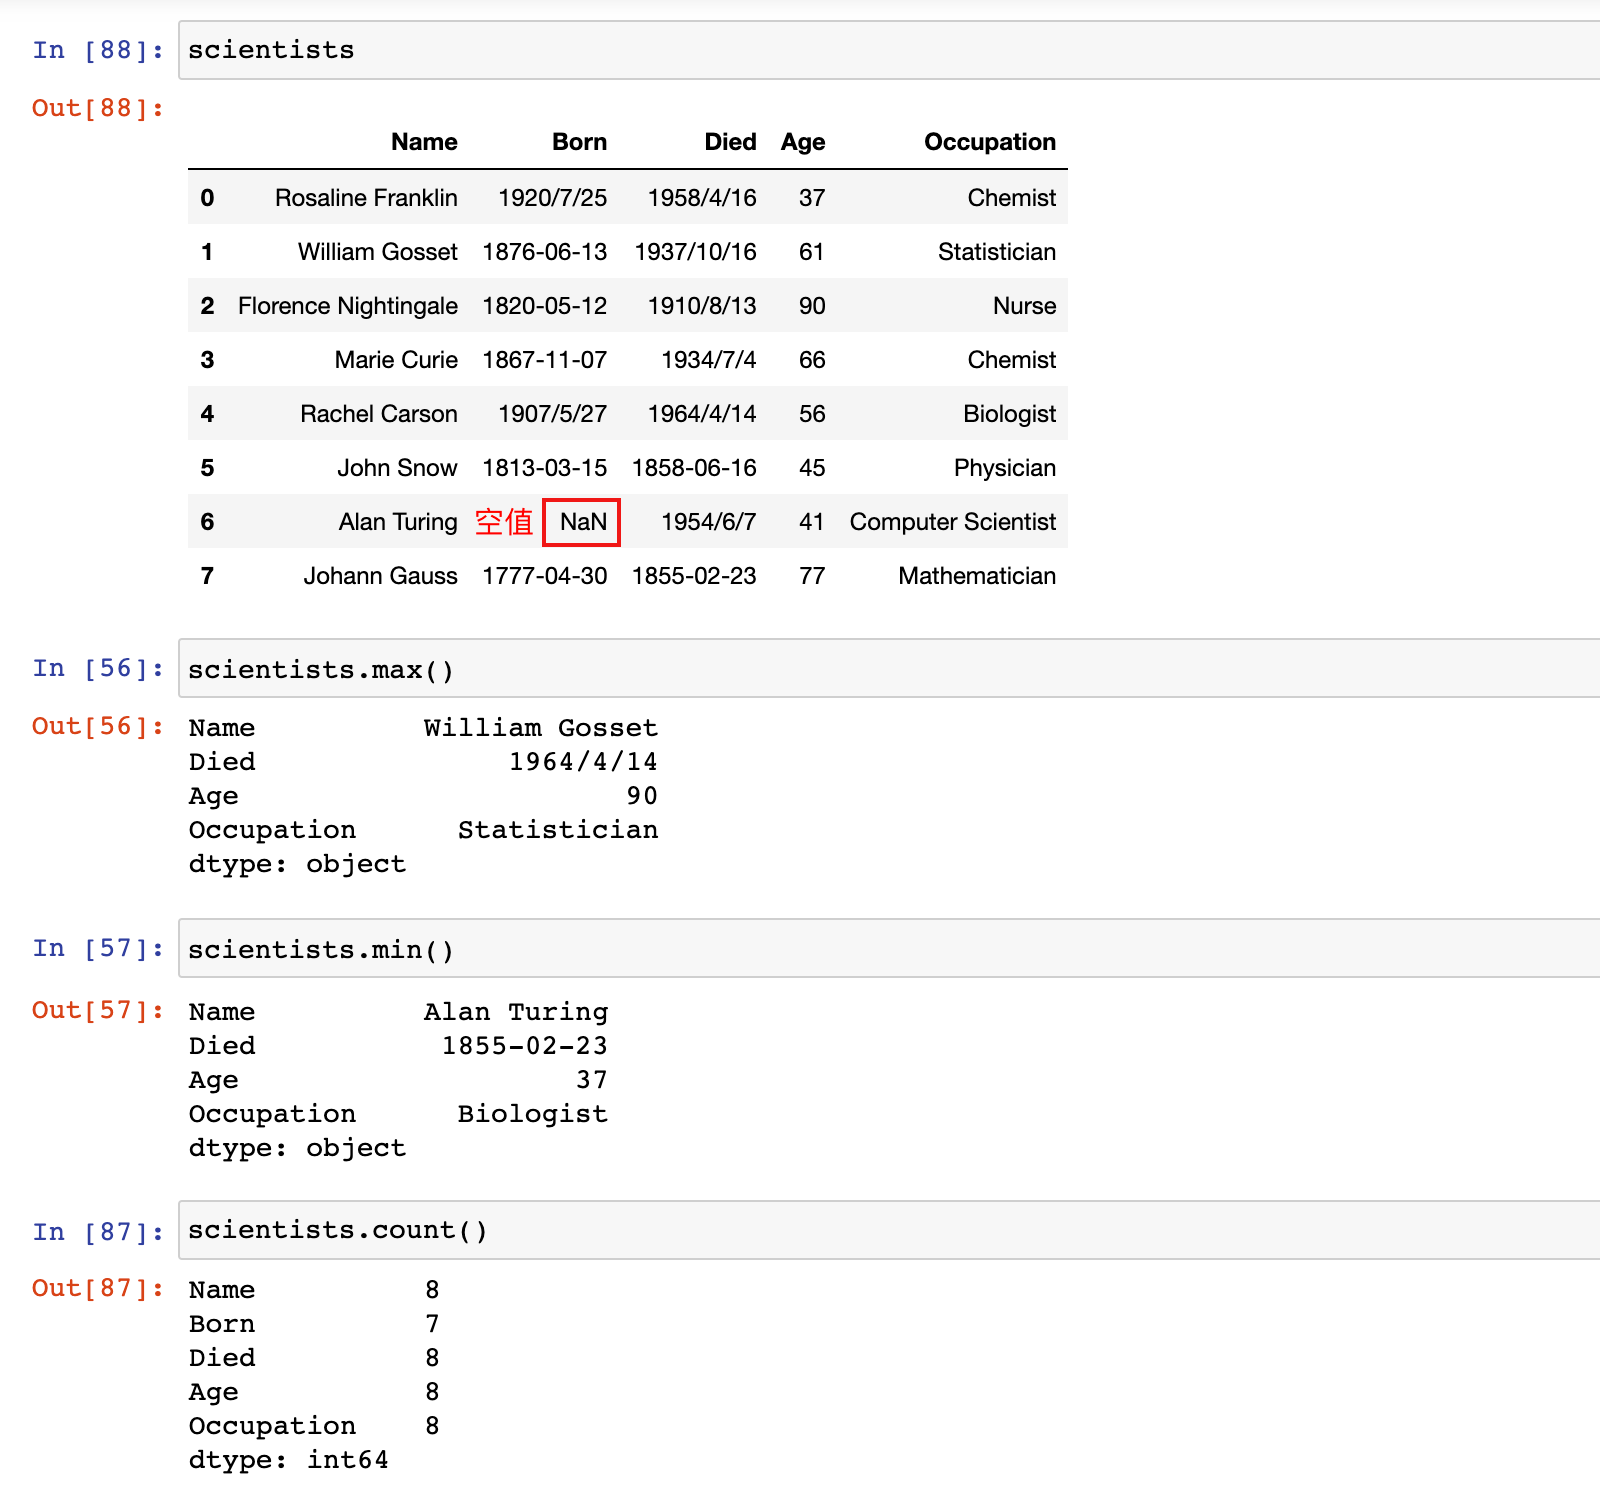 In [88]: scientists
Out[88]:
Name Born Died Age Occupation
0 Rosaline Franklin 1920/7/25 1958/4/16 37 Chemist
1 William Gosset 1876-06-13 1937/10/16 61 Statistician
2 Florence Nightingale 1820-05-12 1910/8/13 90 Nurse
3 Marie Curie 1867-11-07 1934/7/4 66 Chemist
4 Rachel Carson 1907/5/27 1964/4/14 56 Biologist
5 John Snow 1813-03-15 1858-06-16 45 Physician
6 Alan Turing 空值 NaN 1954/6/7 41 Computer Scientist
7 Johann Gauss 1777-04-30 1855-02-23 77 Mathematician
In [56]: scientists.max()
Out[56]: Name William Gosset
Died 1964/4/14
Age 90
Occupation Statistician
dtype: object
In [57]: scientists.min()
Out[57]: Name Alan Turing
Died 1855-02-23
Age 37
Occupation Biologist
dtype: object
In [87]: scientists.count()
Out[87]: Name 8
Born 7
Died 8
Age 8
Occupation 8
dtype: int64